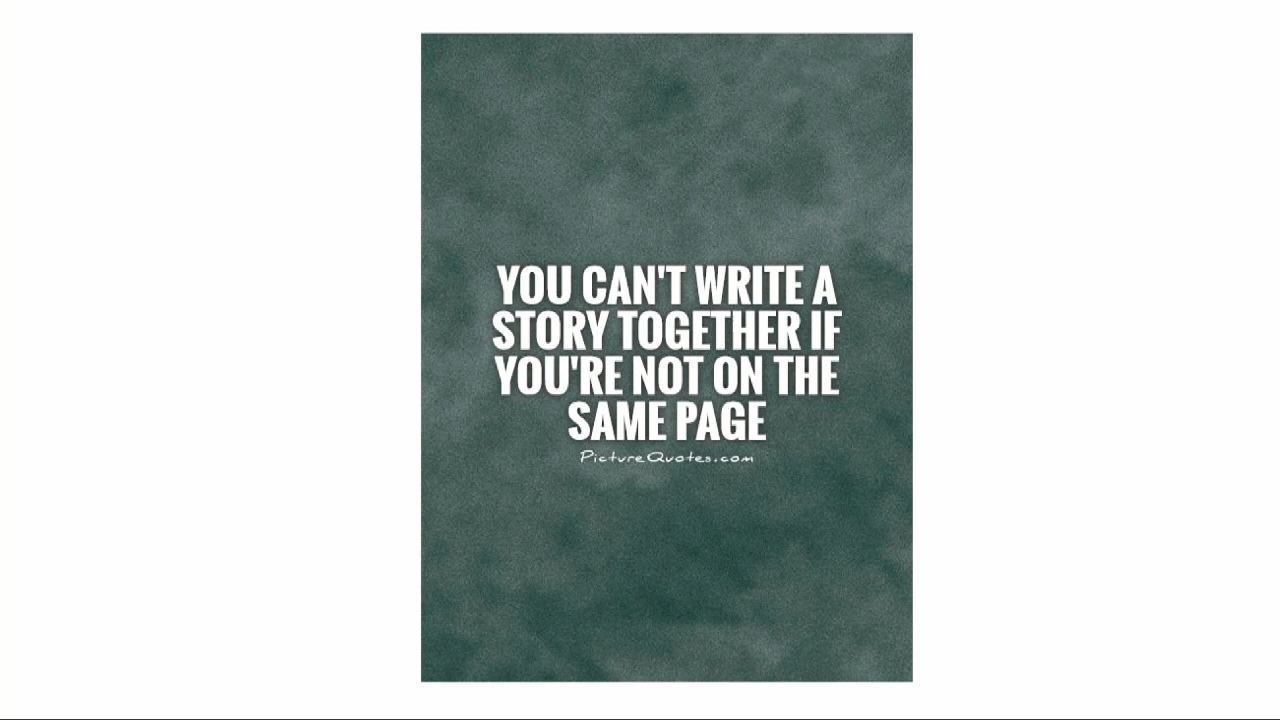 YOU CAN'T WRITE A
STORY TOGETHER IF
YOU'RE NOT ON THE
SAME PAGE
PictureQuotes.com